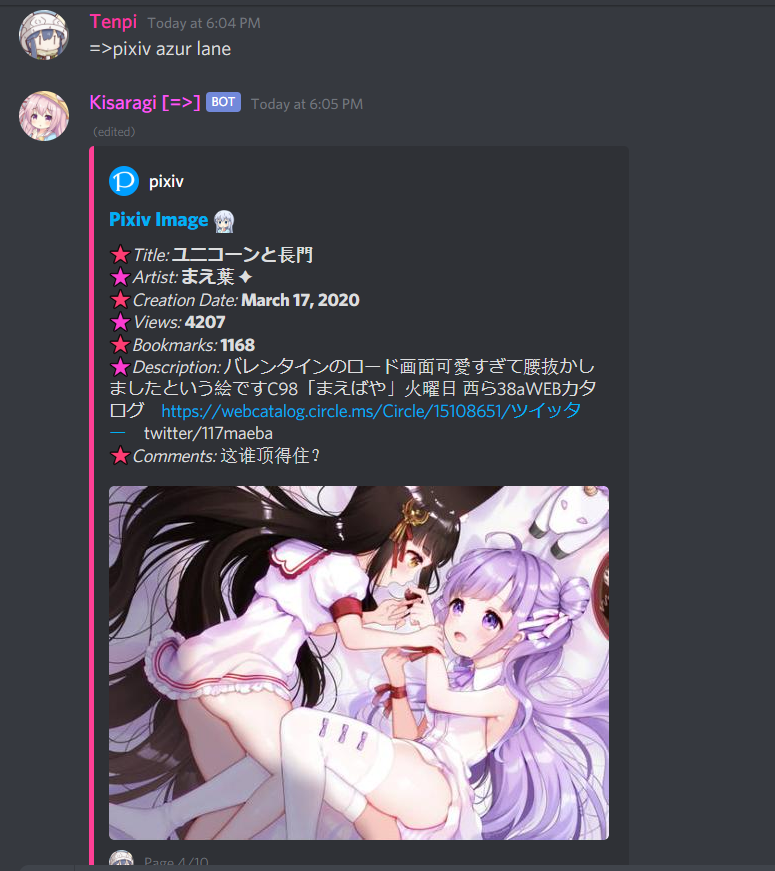 Tenpi Today at 6:04 PM
=>pixiv azur lane
Kisaragi [=>] BOT Today at 6:05 PM
(edited)
pixiv
Pixiv Image
Title: ユニコーンと長門
Artist: まえ葉✦
Creation Date: March 17, 2020
Views: 4207
Bookmarks: 1168
Description: バレンタインのロード画面可愛すぎて腰抜かし
ましたという絵ですC98「まえばや」火曜日 西ら38aWEBカタ
ログ https://webcatalog.circle.ms/Circle/15108651/ツイッタ
ー twitter/117maeba
Comments: 这谁顶得住?
Page 4/10